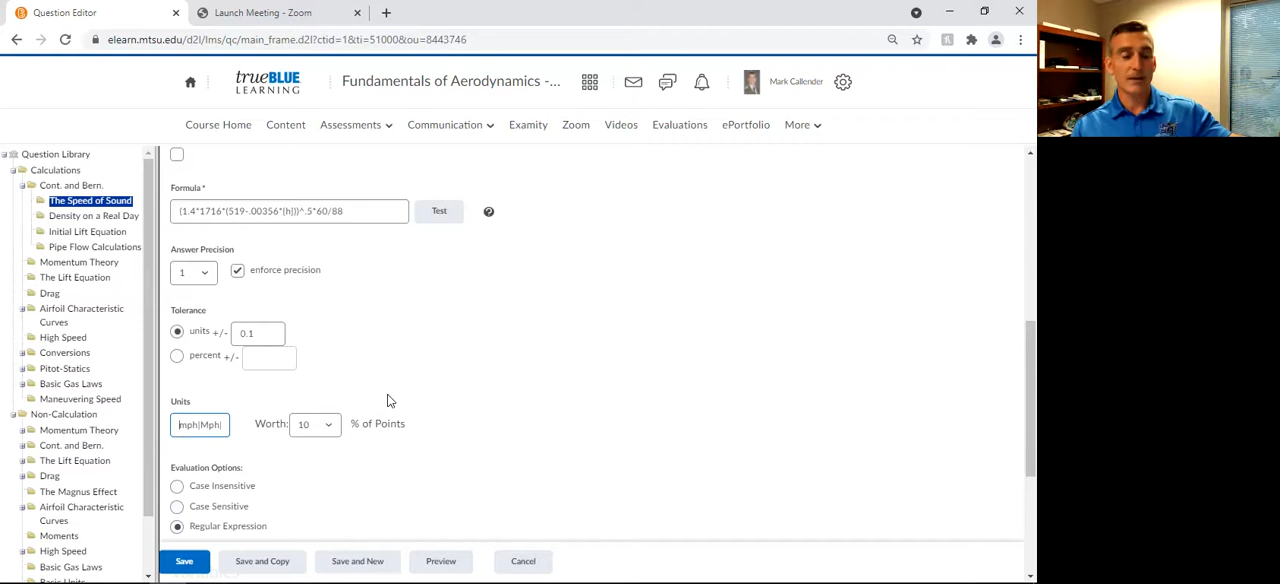 Question Editor
Launch Meeting - Zoom
elearn.mtsu.edu/d2l/lms/qc/main_frame.d2l?ctid=1&ti=51000&ou=8443746
trueBLUE
LEARNING
Fundamentals of Aerodynamics -...
Mark Callender
Course Home
Content
Assessments
Communication
Examity
Zoom
Videos
Evaluations
ePortfolio
More
Question Library
Calculations
Cont. and Bern.
The Speed of Sound
Density on a Real Day
Initial Lift Equation
Pipe Flow Calculations
Momentum Theory
The Lift Equation
Drag
Airfoil Characteristic
Curves
High Speed
Conversions
Pitot-Statics
Basic Gas Laws
Maneuvering Speed
Non-Calculation
Momentum Theory
Cont. and Bern.
The Lift Equation
Drag
The Magnus Effect
Airfoil Characteristic
Curves
Moments
High Speed
Basic Gas Laws
Basic Units
Formula *
(1.4*1716*(519-.00356*{h}))^.5*60/88
Test
Answer Precision
1
enforce precision
Tolerance
units +/- 0.1
percent +/-
Units
mph|Mph|
Worth: 10 % of Points
Evaluation Options:
Case Insensitive
Case Sensitive
Regular Expression
Save
Save and Copy
Save and New
Preview
Cancel